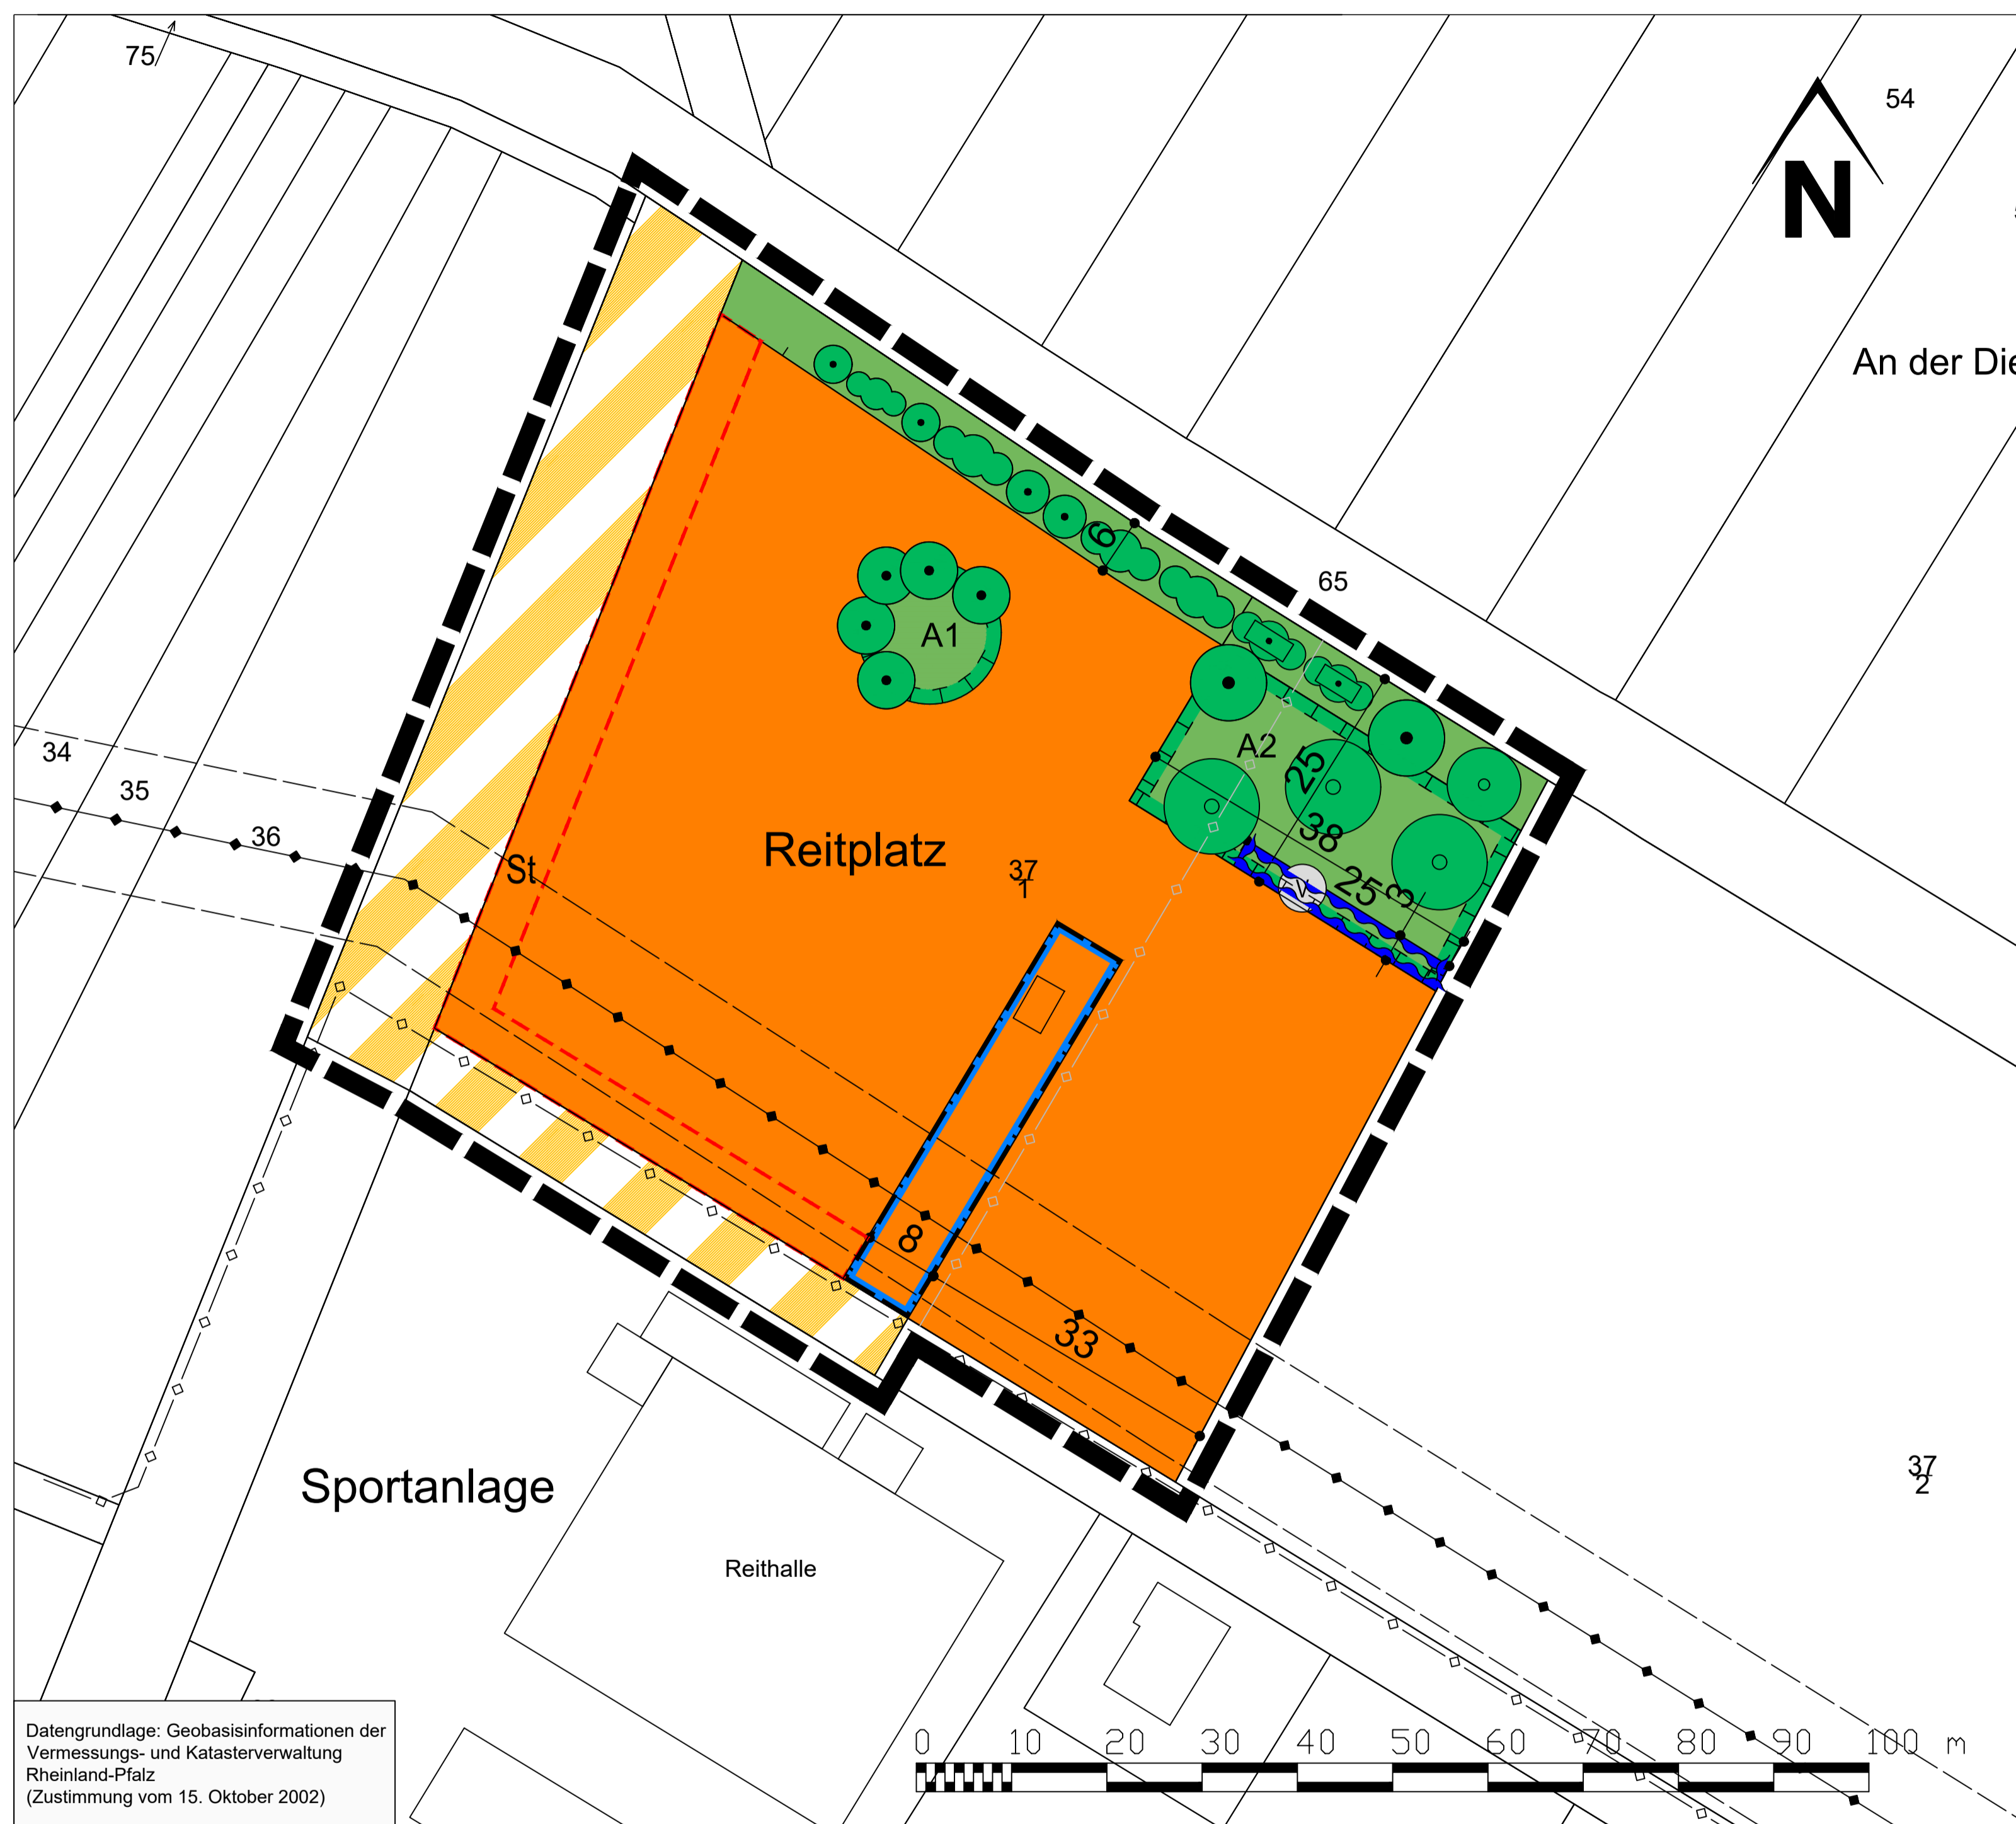 75
54
N
An der Die
65
6
A1
A2
25
38
25
3
V
34
35
36
St
Reitplatz
37
1
8
33
37
2
Sportanlage
Reithalle
0 10 20 30 40 50 60 70 80 90 100 m
Datengrundlage: Geobasisinformationen der
Vermessungs- und Katasterverwaltung
Rheinland-Pfalz
(Zustimmung vom 15. Oktober 2002)